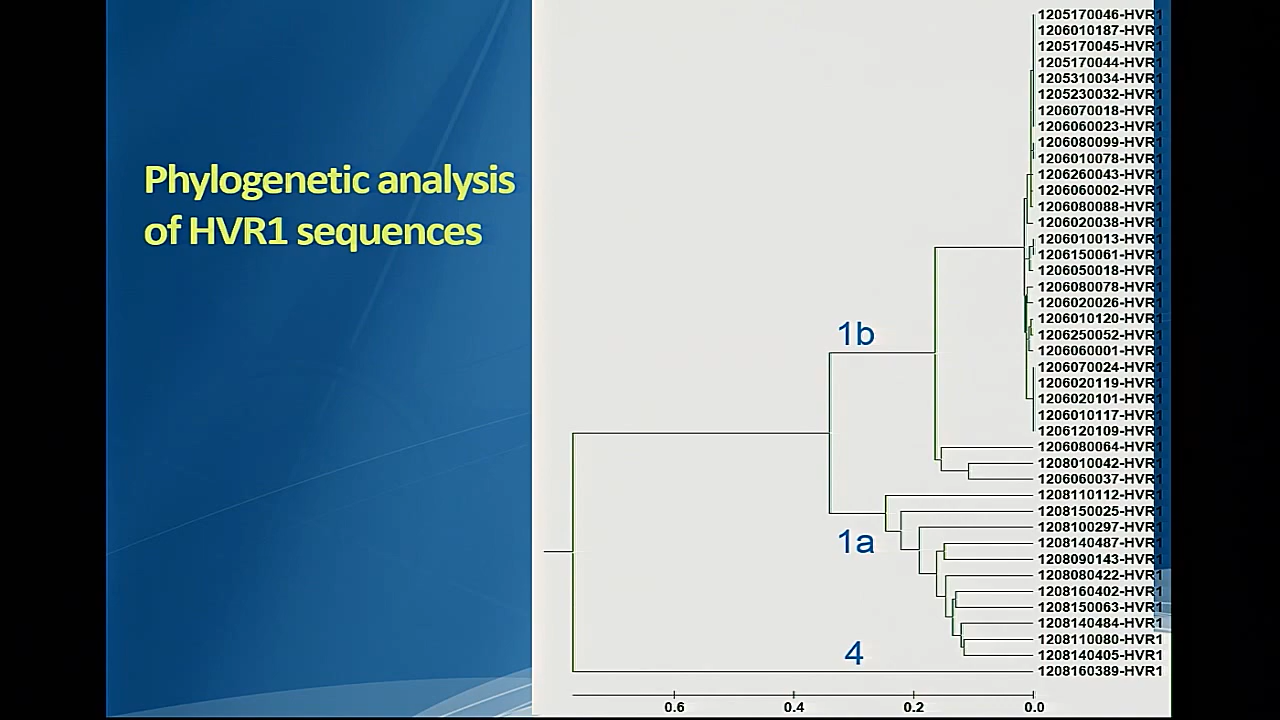 Phylogenetic analysis
of HVR1 sequences
1205170046-HVR1
1206010187-HVR1
1205170045-HVR1
1205170044-HVR1
1205310034-HVR1
1205230032-HVR1
1206070018-HVR1
1206060023-HVR1
1206080099-HVR1
1206010078-HVR1
1206260043-HVR1
1206060002-HVR1
1206080088-HVR1
1206020038-HVR1
1206010013-HVR1
1206150061-HVR1
1206050018-HVR1
1206080078-HVR1
1206020026-HVR1
1206010120-HVR1
1206250052-HVR1
1206060001-HVR1
1206070024-HVR1
1206020119-HVR1
1206020101-HVR1
1206010117-HVR1
1206120109-HVR1
1206080064-HVR1
1208010042-HVR1
1206060037-HVR1
1208110112-HVR1
1208150025-HVR1
1208100297-HVR1
1208140487-HVR1
1208090143-HVR1
1208080422-HVR1
1208160402-HVR1
1208150063-HVR1
1208140484-HVR1
1208110080-HVR1
1208140405-HVR1
1208160389-HVR1
1b
1a
4
0.6 0.4 0.2 0.0